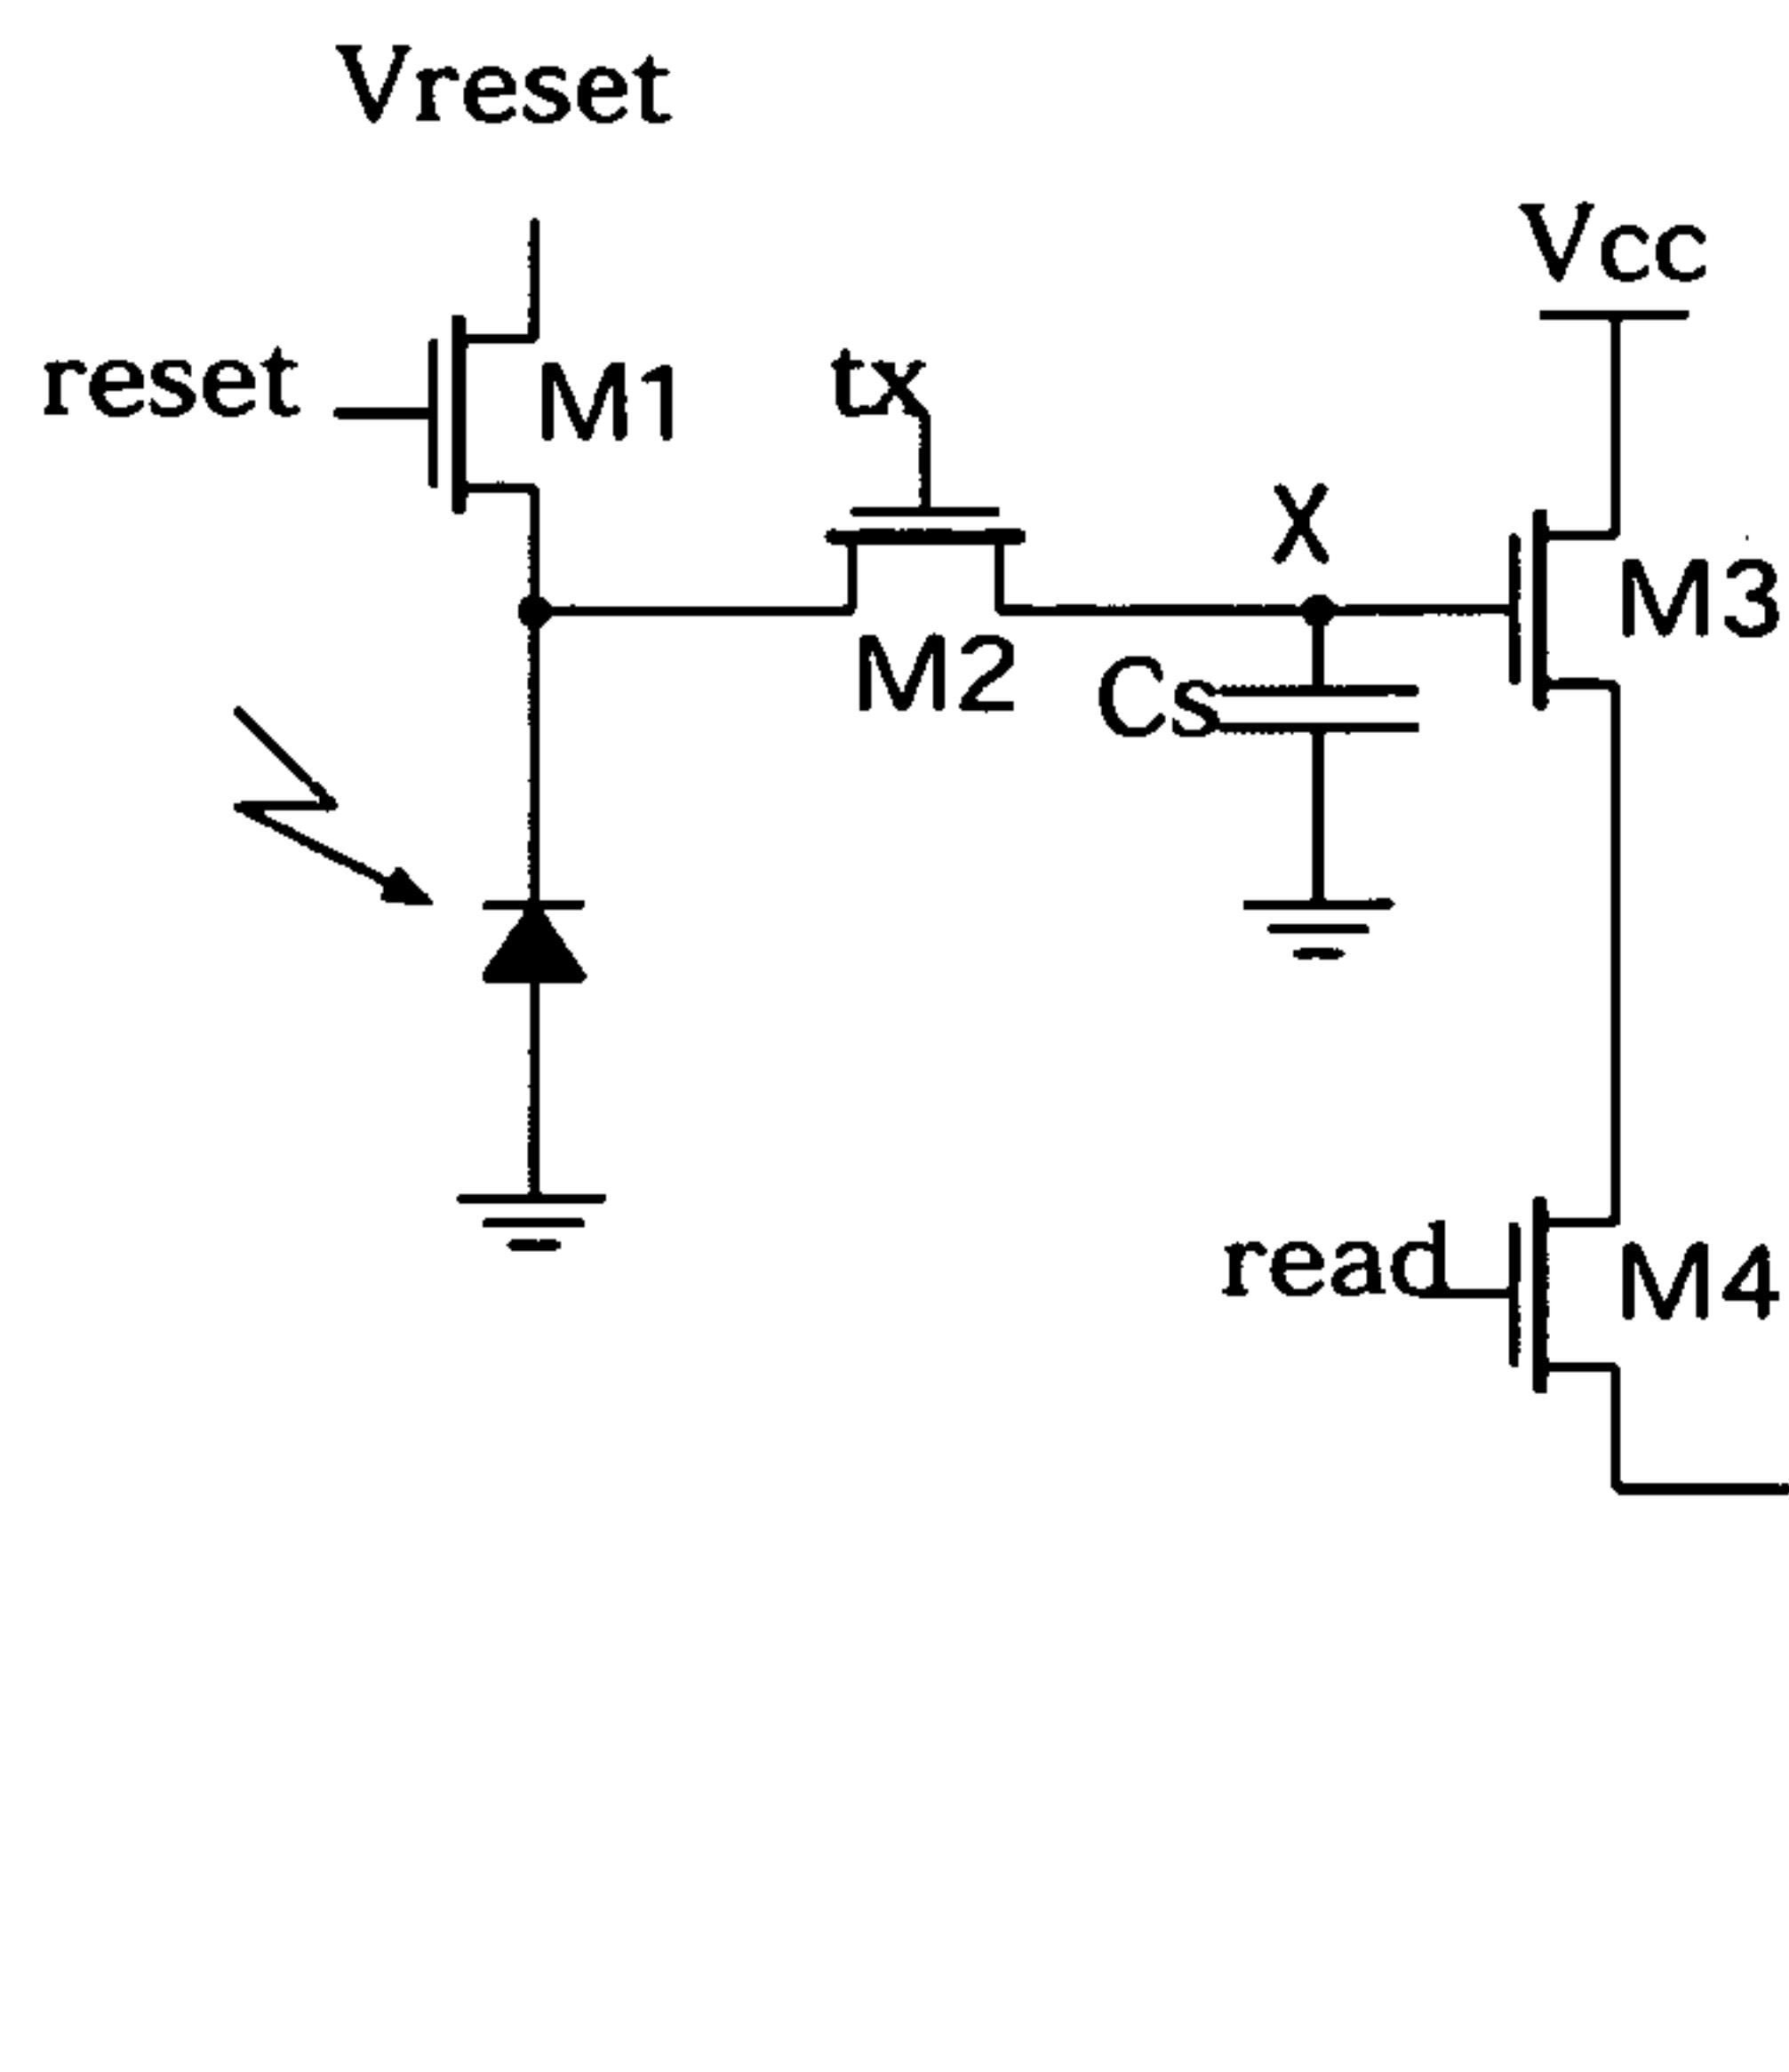 Vreset
Vcc
reset
M1
tx
X
M3
M2
Cs
read
M4